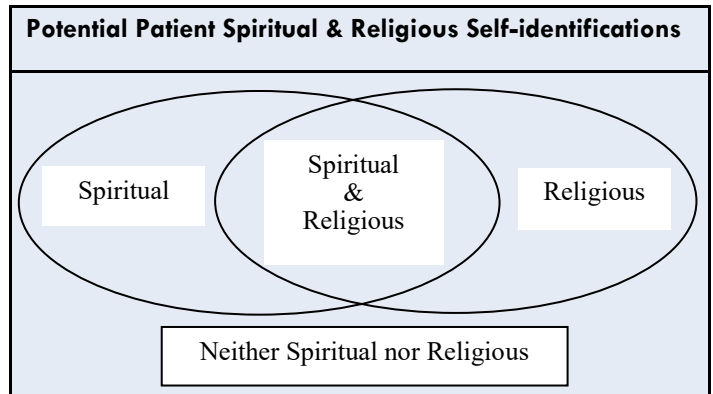 Potential Patient Spiritual & Religious Self-identifications
Spiritual
Spiritual
&
Religious
Religious
Neither Spiritual nor Religious